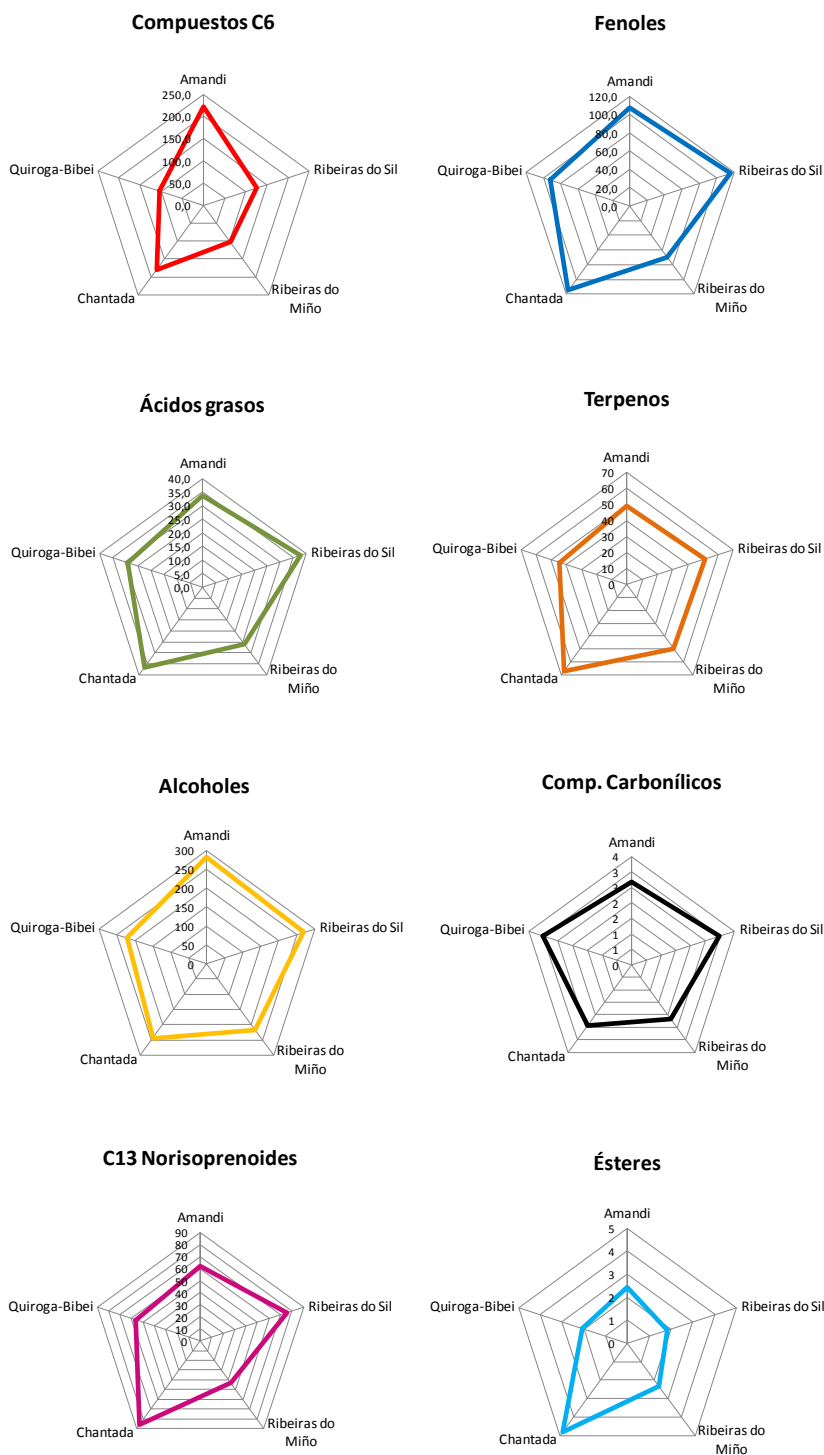 Compuestos C6
Amandi
250,0
200,0
150,0
100,0
50,0
0,0
Quiroga-Bibei
Ribeiras do Sil
Chantada
Ribeiras do
Miño
Fenoles
Amandi
120,0
100,0
80,0
60,0
40,0
20,0
0,0
Quiroga-Bibei
Ribeiras do Sil
Chantada
Ribeiras do
Miño
Ácidos grasos
Amandi
40,0
35,0
30,0
25,0
20,0
15,0
10,0
5,0
0,0
Quiroga-Bibei
Ribeiras do Sil
Chantada
Ribeiras do
Miño
Terpenos
Amandi
70
60
50
40
30
20
10
0
Quiroga-Bibei
Ribeiras do Sil
Chantada
Ribeiras do
Miño
Alcoholes
Amandi
300
250
200
150
100
50
0
Quiroga-Bibei
Ribeiras do Sil
Chantada
Ribeiras do
Miño
Comp. Carbonílicos
Amandi
4
3
3
2
2
1
1
0
Quiroga-Bibei
Ribeiras do Sil
Chantada
Ribeiras do
Miño
C13 Norisoprenoides
Amandi
90
80
70
60
50
40
30
20
10
0
Quiroga-Bibei
Ribeiras do Sil
Chantada
Ribeiras do
Miño
Ésteres
Amandi
5
4
3
2
1
0
Quiroga-Bibei
Ribeiras do Sil
Chantada
Ribeiras do
Miño